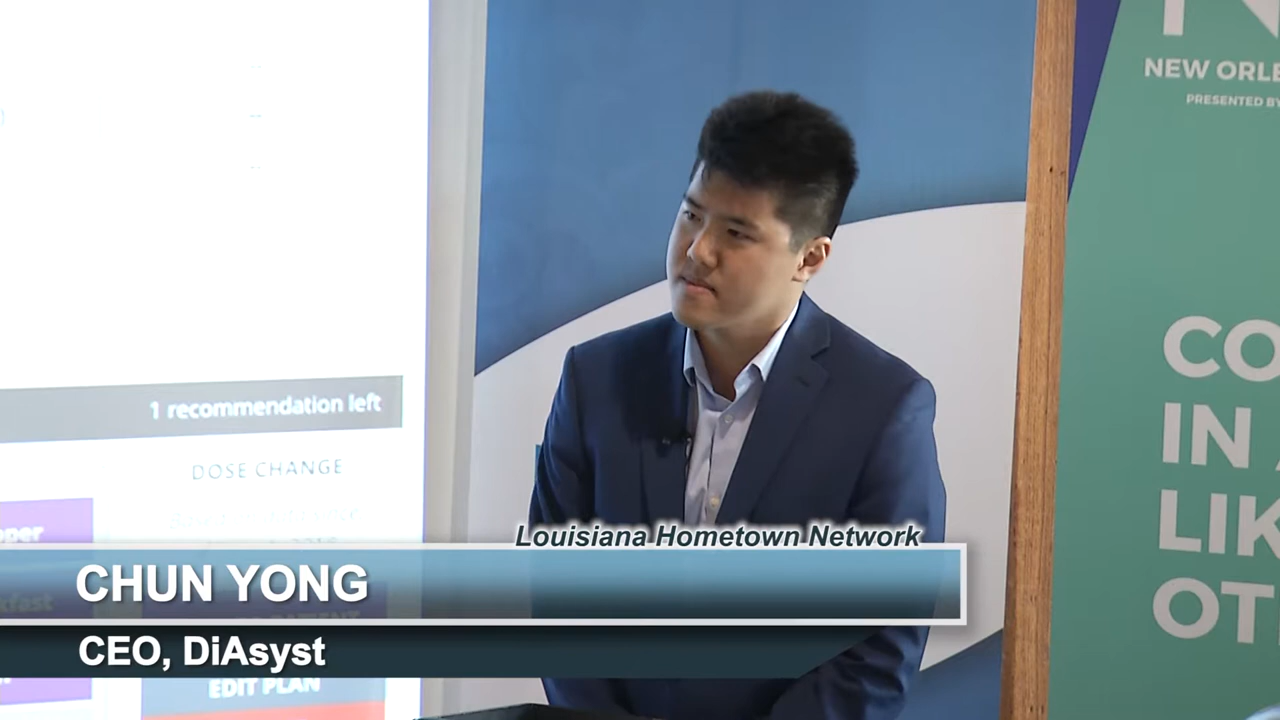 NEW ORLE
PRESENTED BY
CO
IN
LIK
OT
1 recommendation left
DOSE CHANGE
Louisiana Hometown Network
CHUN YONG
CEO, DiAsyst
EDIT PLAN